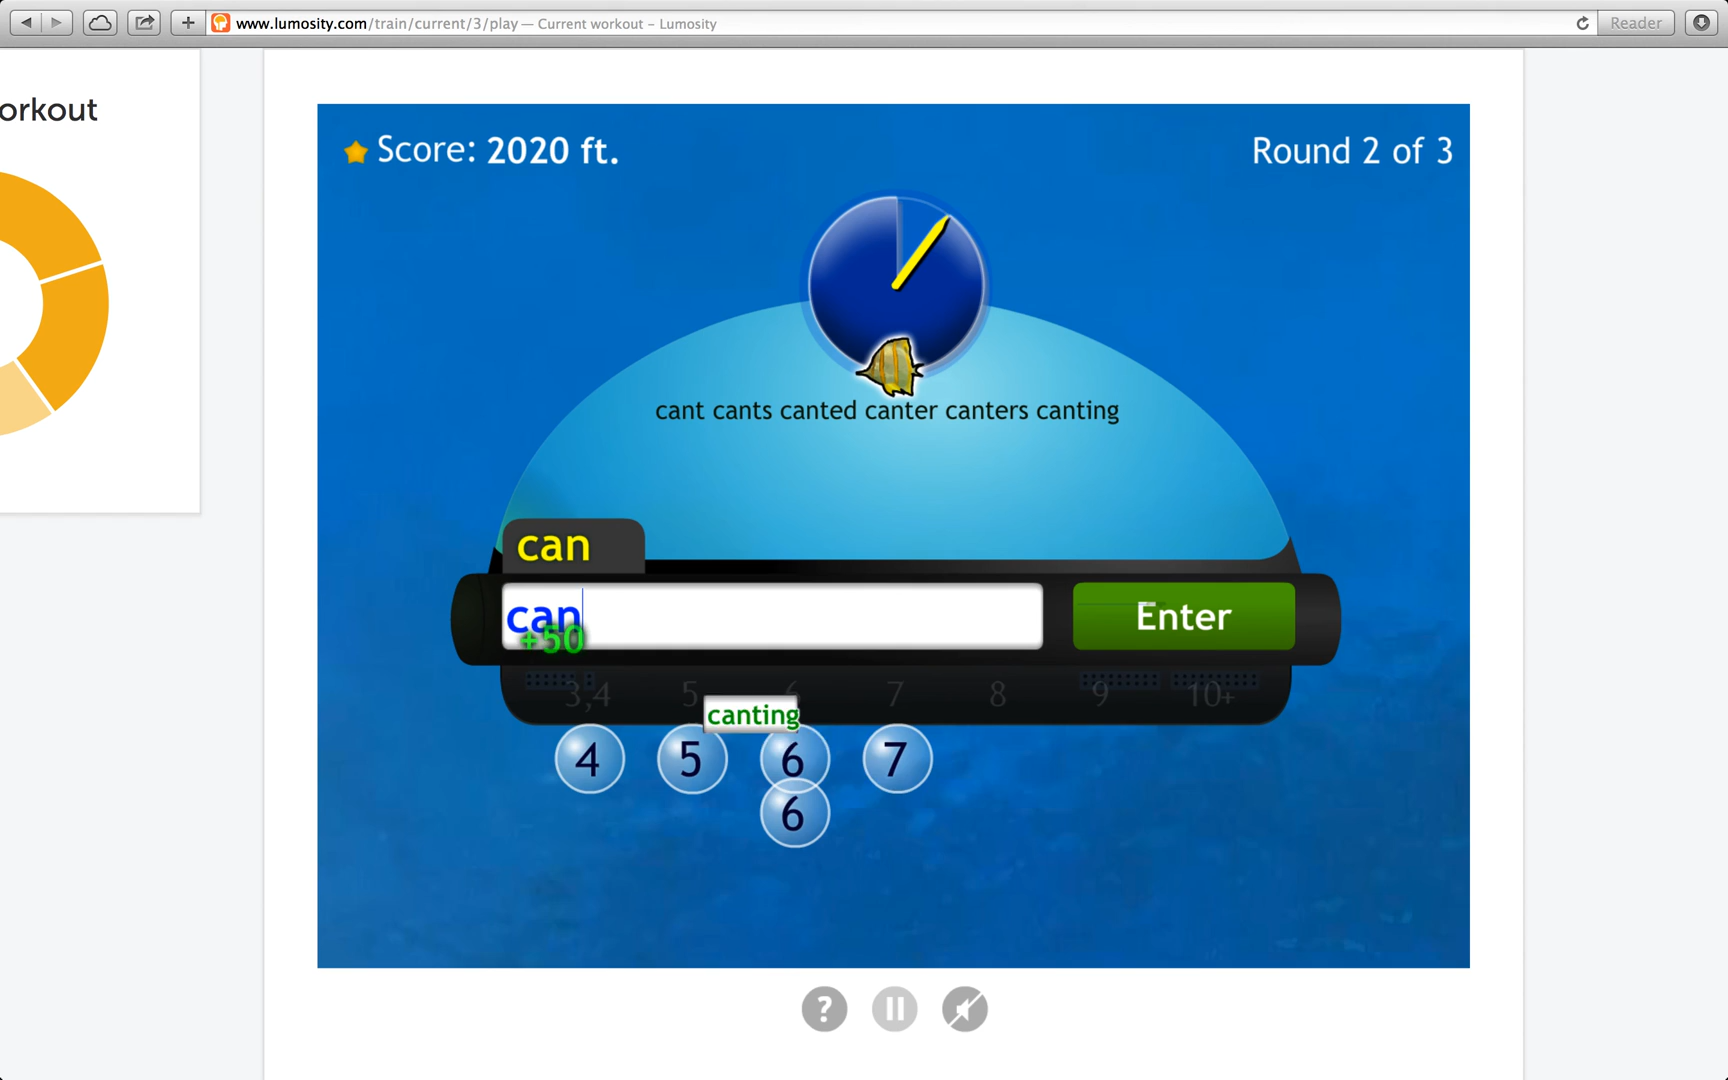 www.lumosity.com/train/current/3/play — Current workout – Lumosity
Reader
orkout
Score: 2020 ft.
Round 2 of 3
cant cants canted canter canters canting
can
can
Enter
+50
3,4 5 6 7 8 9 10+
canting
4 5 6 7
6
?